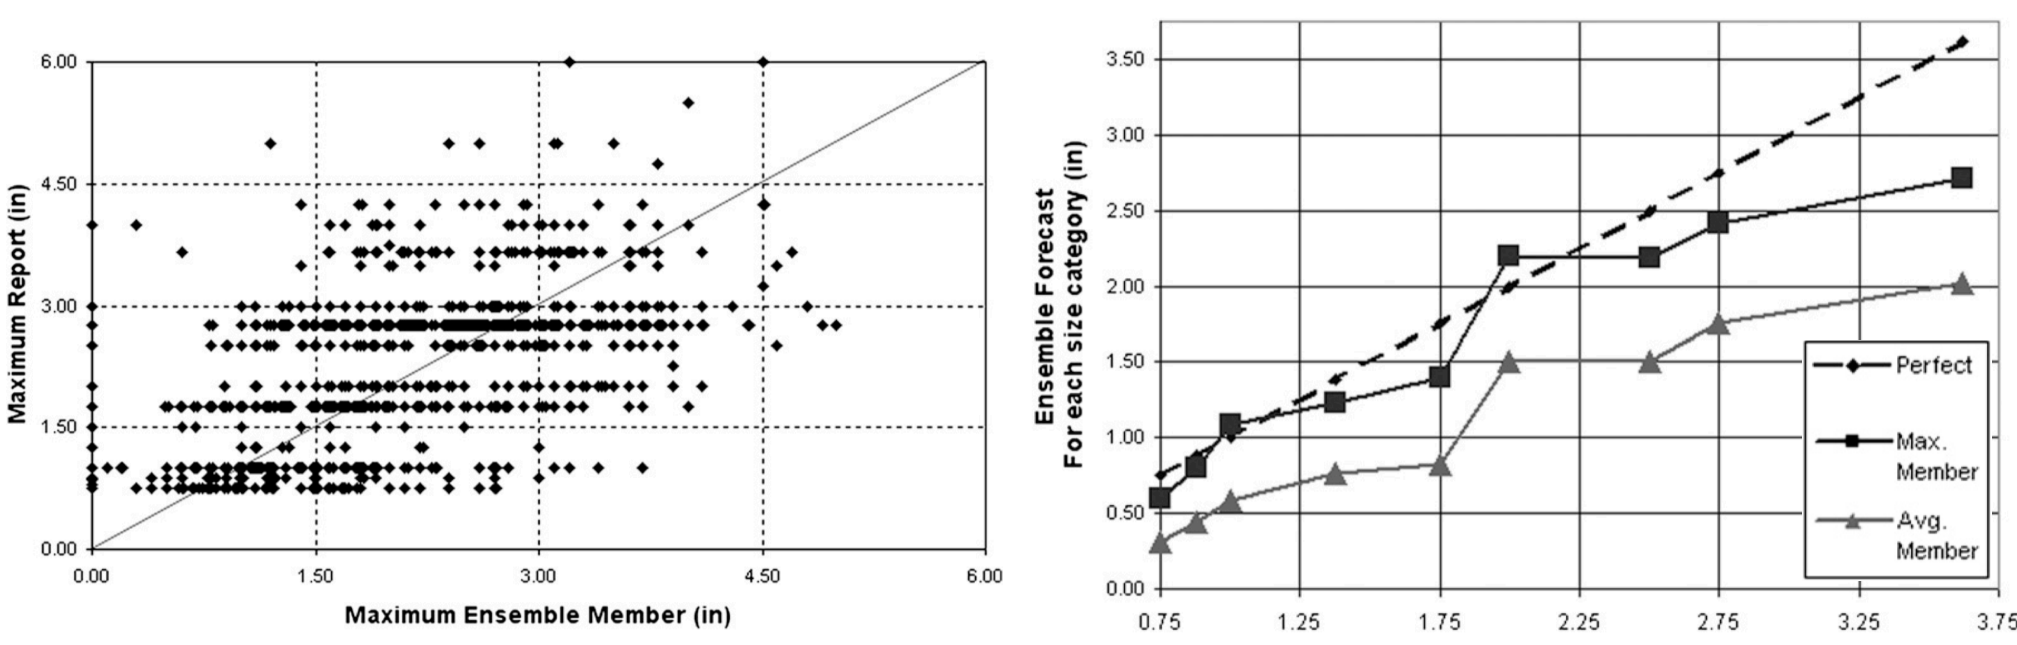 6.00
4.50
3.00
1.50
0.00
0.00 1.50 3.00 4.50 6.00
Maximum Report (in)
Maximum Ensemble Member (in)
Ensemble Forecast
For each size category (in)
3.50
3.00
2.50
2.00
1.50
1.00
0.50
0.00
0.75 1.25 1.75 2.25 2.75 3.25 3.75
Perfect
Max.
Member
Avg.
Member